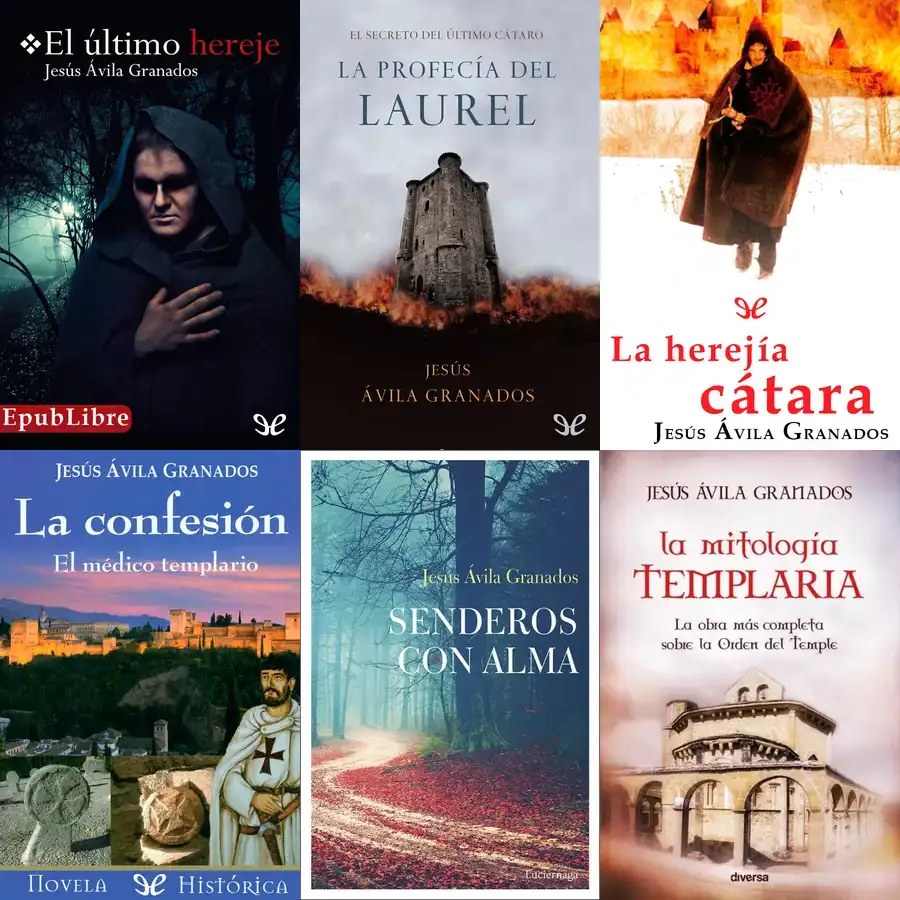 ❖El último hereje
Jesús Ávila Granados
EpubLibre
EL SECRETO DEL ÚLTIMO CÁTARO
LA PROFECÍA DEL
LAUREL
JESÚS
ÁVILA GRANADOS
La herejía
cátara
JESÚS ÁVILA GRANADOS
JESÚS ÁVILA GRANADOS
La confesión
El médico templario
NOVELA HISTÓRICA
Jesús Ávila Granados
SENDEROS
CON ALMA
Luciérnaga
JESÚS ÁVILA GRANADOS
la mitología
TEMPLARIA
La obra más completa
sobre la Orden del Temple
diversa